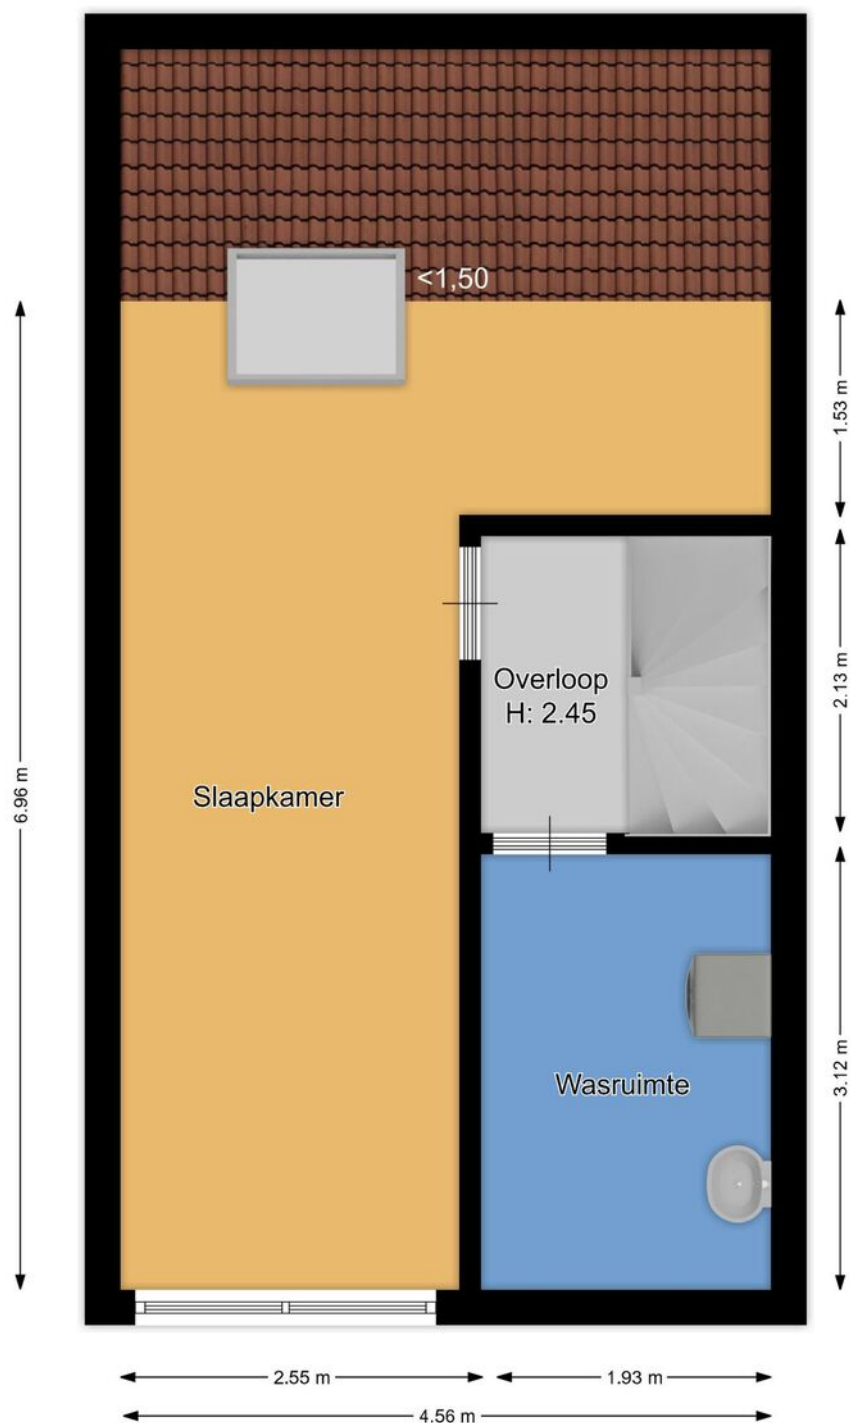 <1,50
1.53 m
Overloop
H: 2.45
2.13 m
6.96 m
Slaapkamer
Wasruimte
3.12 m
2.55 m
1.93 m
4.56 m